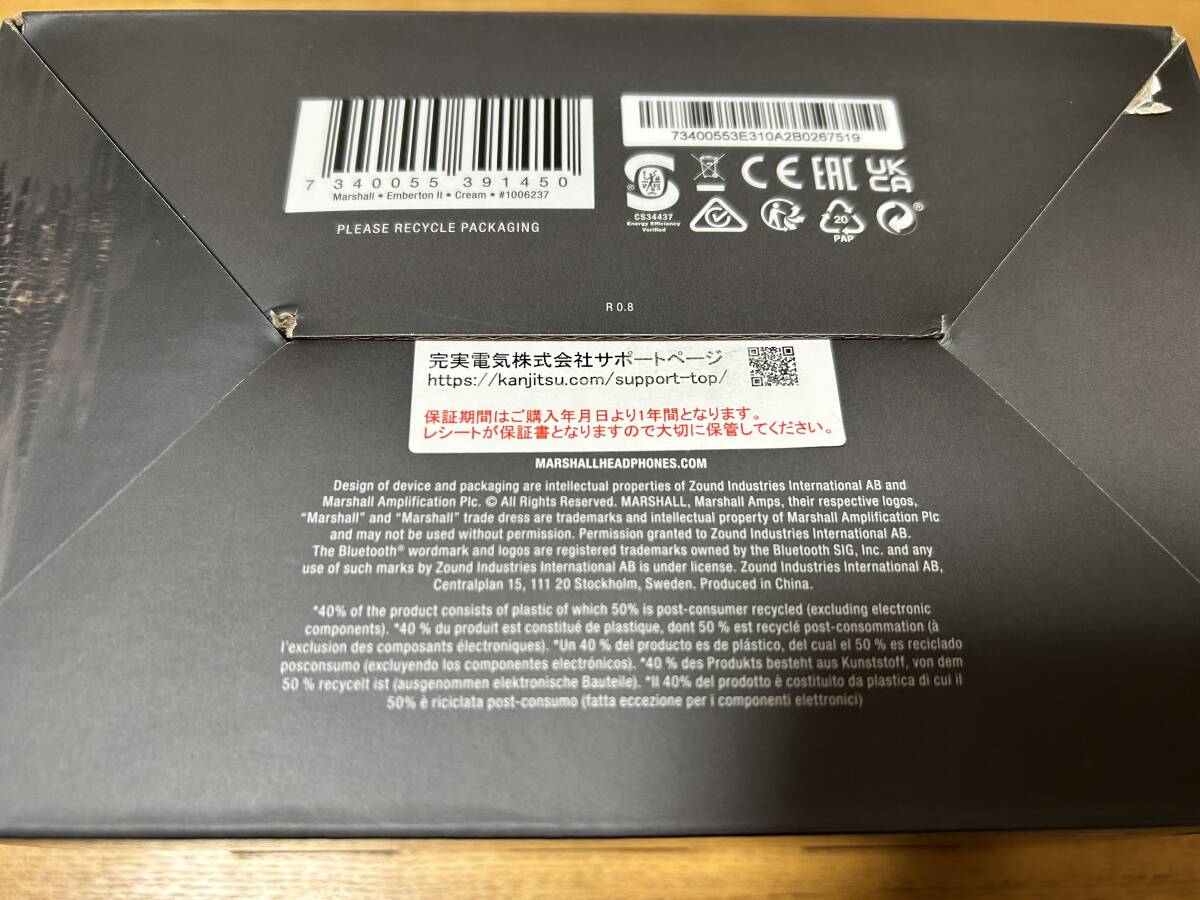 7 340055 391450
Marshall • Emberton II • Cream • #1006237
PLEASE RECYCLE PACKAGING
73400553E310A2B0267519
CS34437
Energy Efficiency
Verified
CE EAC UK
CA
20
PAP
R 0.8
完実電気株式会社サポートページ
https://kanjitsu.com/support-top/
保証期間はご購入年月日より1年間となります。
レシートが保証書となりますので大切に保管してください。
MARSHALLHEADPHONES.COM
Design of device and packaging are intellectual properties of Zound Industries International AB and
Marshall Amplification Plc. © All Rights Reserved. MARSHALL, Marshall Amps, their respective logos,
“Marshall” and “Marshall” trade dress are trademarks and intellectual property of Marshall Amplification Plc
and may not be used without permission. Permission granted to Zound Industries International AB.
The Bluetooth® wordmark and logos are registered trademarks owned by the Bluetooth SIG, Inc. and any
use of such marks by Zound Industries International AB is under license. Zound Industries International AB,
Centralplan 15, 111 20 Stockholm, Sweden. Produced in China.
*40% of the product consists of plastic of which 50% is post-consumer recycled (excluding electronic
components). *40 % du produit est constitué de plastique, dont 50 % est recyclé post-consommation (à
l'exclusion des composants électroniques). *Un 40 % del producto es de plástico, del cual el 50 % es reciclado
posconsumo (excluyendo los componentes electrónicos). *40 % des Produkts besteht aus Kunststoff, von dem
50 % recycelt ist (ausgenommen elektronische Bauteile). *Il 40% del prodotto è costituito da plastica di cui il
50% è riciclata post-consumo (fatta eccezione per i componenti elettronici)